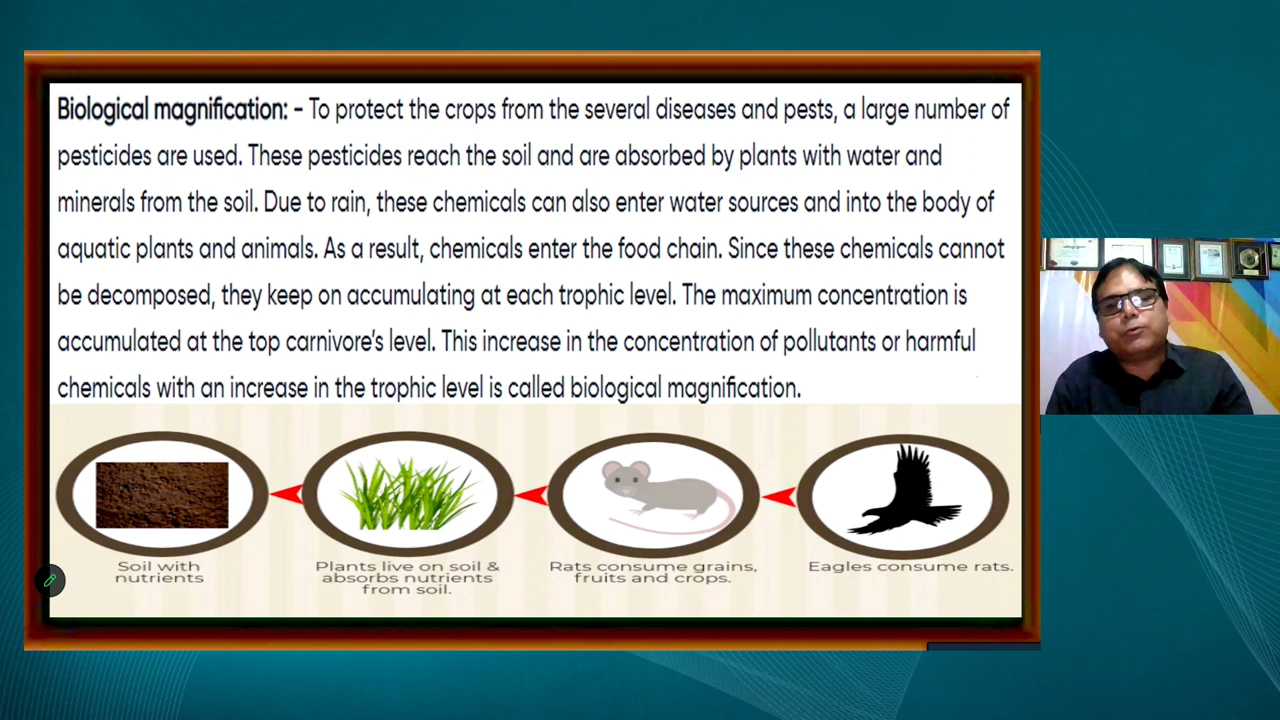 Biological magnification: - To protect the crops from the several diseases and pests, a large number of
pesticides are used. These pesticides reach the soil and are absorbed by plants with water and
minerals from the soil. Due to rain, these chemicals can also enter water sources and into the body of
aquatic plants and animals. As a result, chemicals enter the food chain. Since these chemicals cannot
be decomposed, they keep on accumulating at each trophic level. The maximum concentration is
accumulated at the top carnivore's level. This increase in the concentration of pollutants or harmful
chemicals with an increase in the trophic level is called biological magnification.
Soil with
nutrients
Plants live on soil &
absorbs nutrients
from soil.
Rats consume grains,
fruits and crops.
Eagles consume rats.